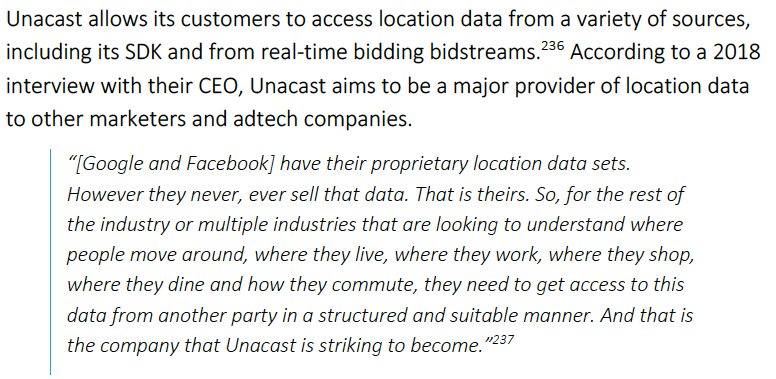 Unacast allows its customers to access location data from a variety of sources,
including its SDK and from real-time bidding bidstreams.236 According to a 2018
interview with their CEO, Unacast aims to be a major provider of location data
to other marketers and adtech companies.
“[Google and Facebook] have their proprietary location data sets.
However they never, ever sell that data. That is theirs. So, for the rest of
the industry or multiple industries that are looking to understand where
people move around, where they live, where they work, where they shop,
where they dine and how they commute, they need to get access to this
data from another party in a structured and suitable manner. And that is
the company that Unacast is striking to become.”237